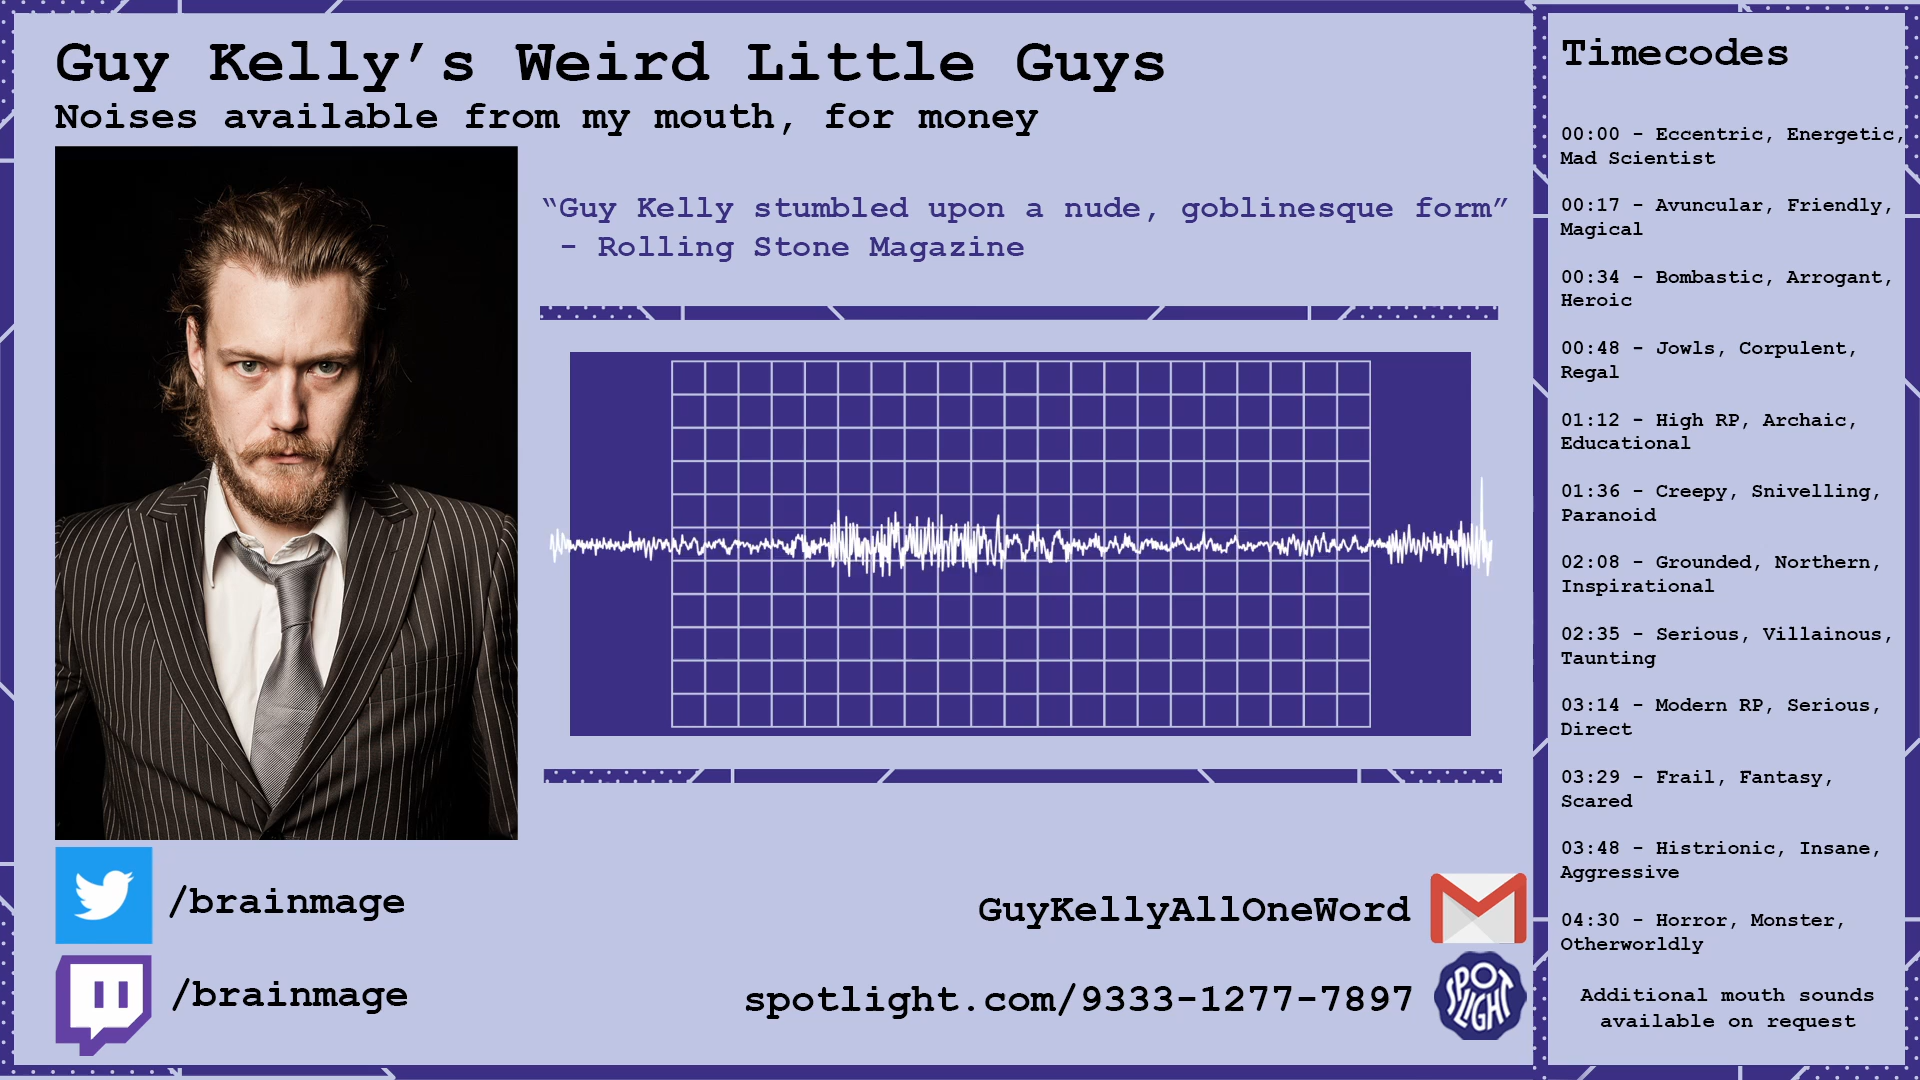 Guy Kelly’s Weird Little Guys
Noises available from my mouth, for money
“Guy Kelly stumbled upon a nude, goblinesque form”
- Rolling Stone Magazine
/brainmage
/brainmage
GuyKellyAllOneWord
spotlight.com/9333-1277-7897
SPOTLIGHT
Timecodes
00:00 - Eccentric, Energetic,
Mad Scientist
00:17 - Avuncular, Friendly,
Magical
00:34 - Bombastic, Arrogant,
Heroic
00:48 - Jowls, Corpulent,
Regal
01:12 - High RP, Archaic,
Educational
01:36 - Creepy, Snivelling,
Paranoid
02:08 - Grounded, Northern,
Inspirational
02:35 - Serious, Villainous,
Taunting
03:14 - Modern RP, Serious,
Direct
03:29 - Frail, Fantasy,
Scared
03:48 - Histrionic, Insane,
Aggressive
04:30 - Horror, Monster,
Otherworldly
Additional mouth sounds
available on request